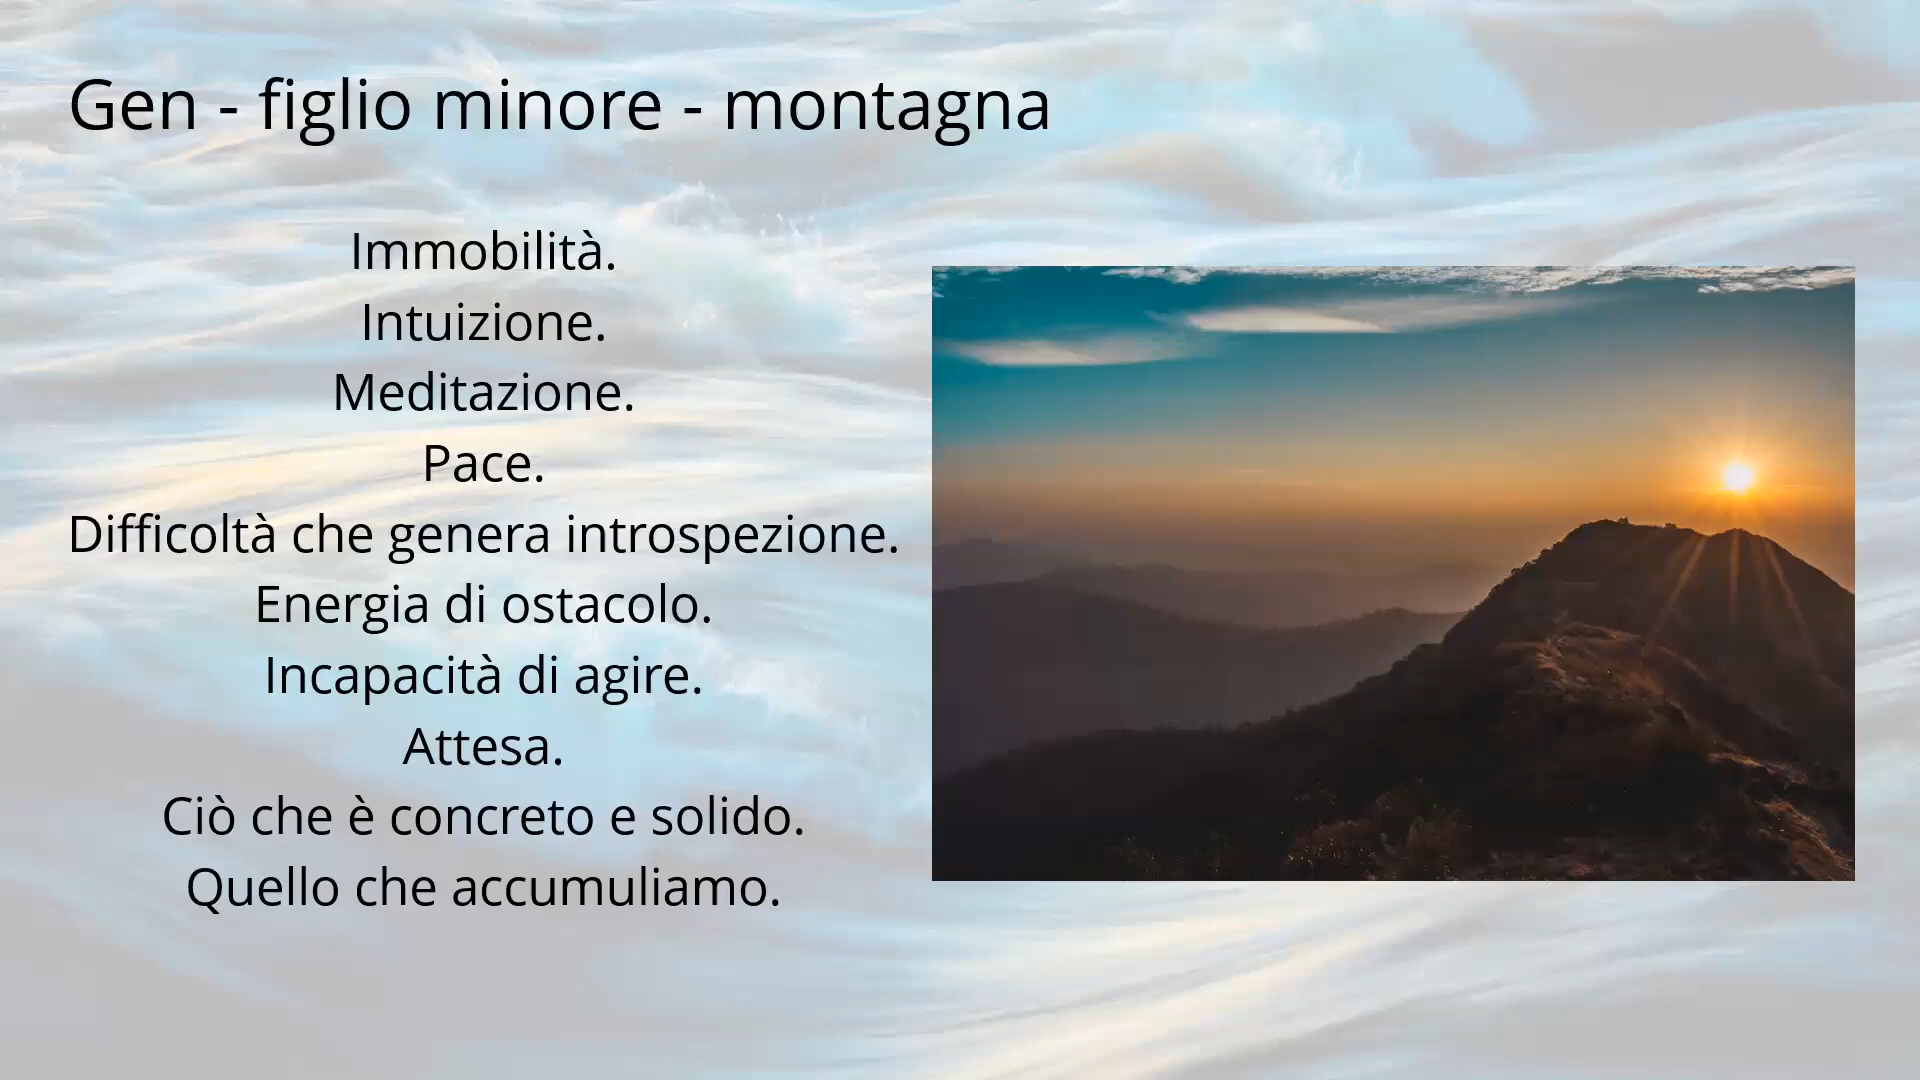 Gen - figlio minore - montagna
Immobilità.
Intuizione.
Meditazione.
Pace.
Difficoltà che genera introspezione.
Energia di ostacolo.
Incapacità di agire.
Attesa.
Ciò che è concreto e solido.
Quello che accumuliamo.